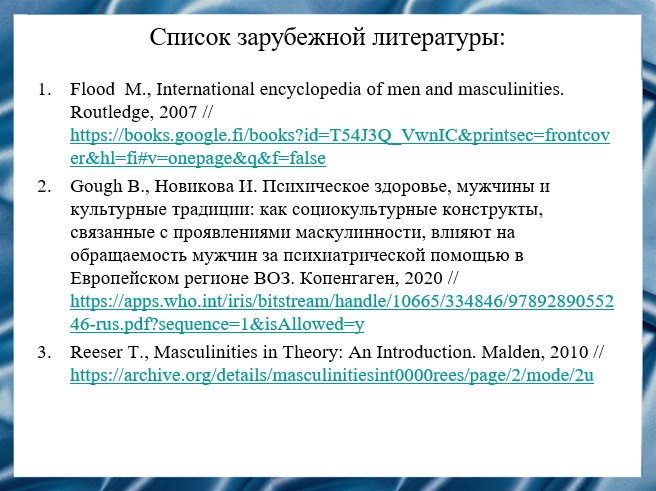 Список зарубежной литературы:
1. Flood M., International encyclopedia of men and masculinities.
Routledge, 2007 //
https://books.google.fi/books?id=T54J3Q_VwnIC&printsec=frontcov
er&hl=fi#v=onepage&q&f=false
2. Gough B., Новикова И. Психическое здоровье, мужчины и
культурные традиции: как социокультурные конструкты,
связанные с проявлениями маскулинности, влияют на
обращаемость мужчин за психиатрической помощью в
Европейском регионе ВОЗ. Копенгаген, 2020 //
https://apps.who.int/iris/bitstream/handle/10665/334846/97892890552
46-rus.pdf?sequence=1&isAllowed=y
3. Reeser T., Masculinities in Theory: An Introduction. Malden, 2010 //
https://archive.org/details/masculinitiesint0000rees/page/2/mode/2u